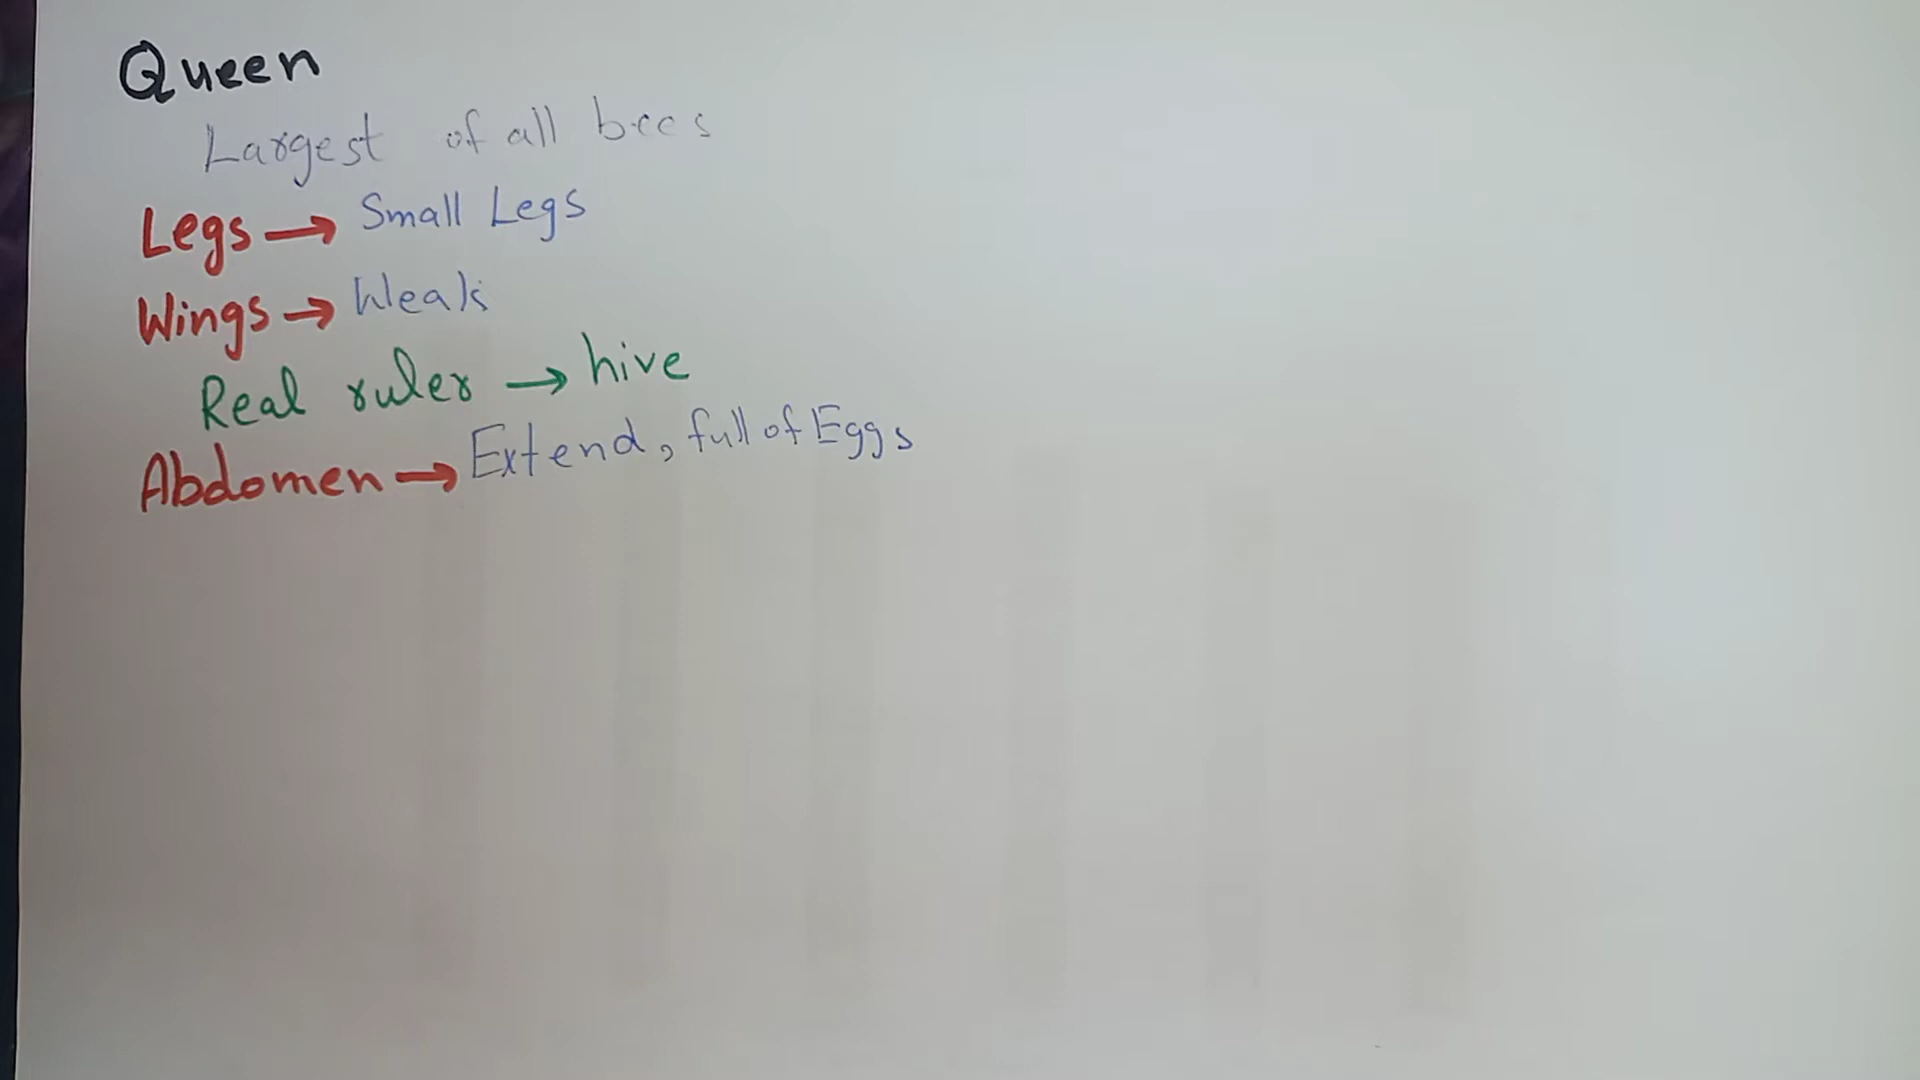 Queen
Largest of all bees
Legs → Small Legs
Wings → Weak
Real ruler → hive
Abdomen → Extend, full of Eggs